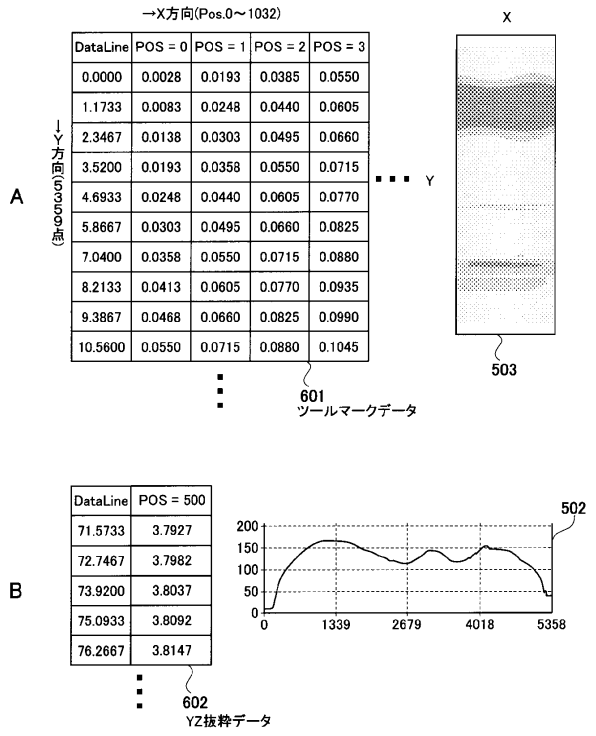 →X方向(Pos.0～1032)
X
DataLine POS = 0 POS = 1 POS = 2 POS = 3
0.0000 0.0028 0.0193 0.0385 0.0550
1.1733 0.0083 0.0248 0.0440 0.0605
2.3467 0.0138 0.0303 0.0495 0.0660
3.5200 0.0193 0.0358 0.0550 0.0715
4.6933 0.0248 0.0440 0.0605 0.0770
5.8667 0.0303 0.0495 0.0660 0.0825
7.0400 0.0358 0.0550 0.0715 0.0880
8.2133 0.0413 0.0605 0.0770 0.0935
9.3867 0.0468 0.0660 0.0825 0.0990
10.5600 0.0550 0.0715 0.0880 0.1045
→Y方向(5359点)
A
Y
503
601
ツールマークデータ
B
DataLine POS = 500
71.5733 3.7927
72.7467 3.7982
73.9200 3.8037
75.0933 3.8092
76.2667 3.8147
602
YZ抜粋データ
502
200
150
100
50
0
0 1339 2679 4018 5358